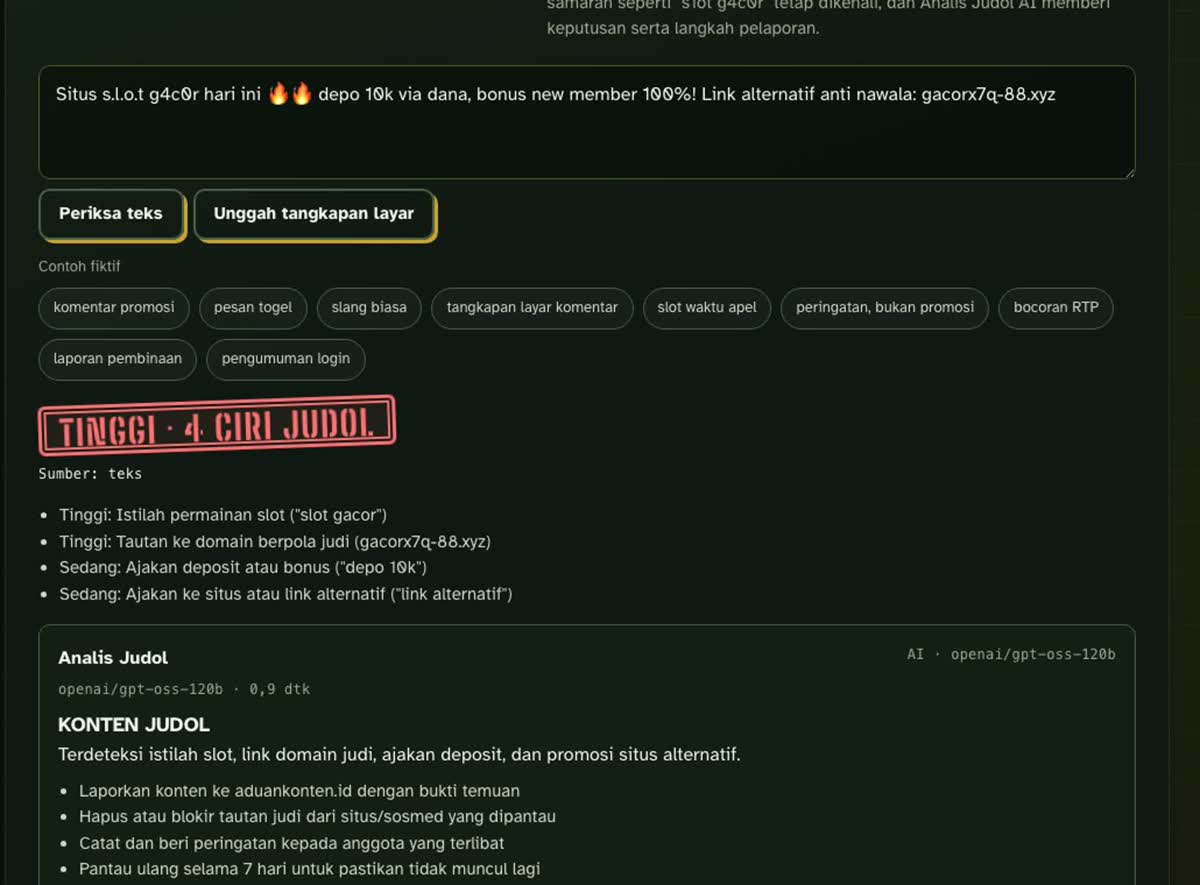 samaran seperti "sl0t g4c0r" tetap dikenali, dan Analis Judol AI memberi
keputusan serta langkah pelaporan.
Situs s.l.o.t g4c0r hari ini 🔥🔥 depo 10k via dana, bonus new member 100%! Link alternatif anti nawala: gacorx7q-88.xyz
Periksa teks
Unggah tangkapan layar
Contoh fiktif
komentar promosi
pesan togel
slang biasa
tangkapan layar komentar
slot waktu apel
peringatan, bukan promosi
bocoran RTP
laporan pembinaan
pengumuman login
TINGGI · 4 CIRI JUDOL
Sumber: teks
• Tinggi: Istilah permainan slot ("slot gacor")
• Tinggi: Tautan ke domain berpola judi (gacorx7q-88.xyz)
• Sedang: Ajakan deposit atau bonus ("depo 10k")
• Sedang: Ajakan ke situs atau link alternatif ("link alternatif")
Analis Judol
AI · openai/gpt-oss-120b
openai/gpt-oss-120b · 0,9 dtk
KONTEN JUDOL
Terdeteksi istilah slot, link domain judi, ajakan deposit, dan promosi situs alternatif.
• Laporkan konten ke aduankonten.id dengan bukti temuan
• Hapus atau blokir tautan judi dari situs/sosmed yang dipantau
• Catat dan beri peringatan kepada anggota yang terlibat
• Pantau ulang selama 7 hari untuk pastikan tidak muncul lagi